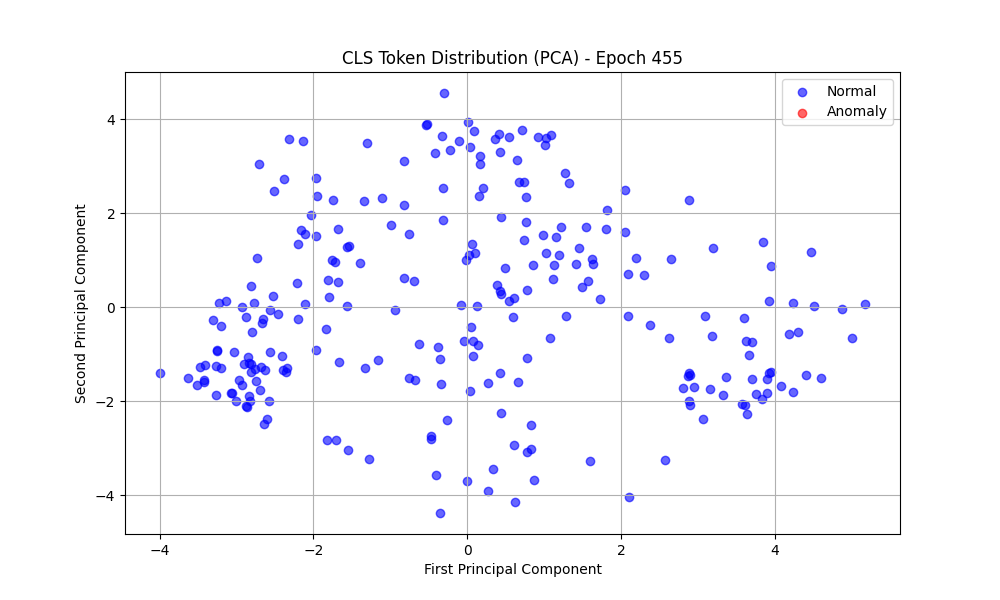 CLS Token Distribution (PCA) - Epoch 455
Normal
Anomaly
Second Principal Component
4
2
0
−2
−4
−4
−2
0
2
4
First Principal Component